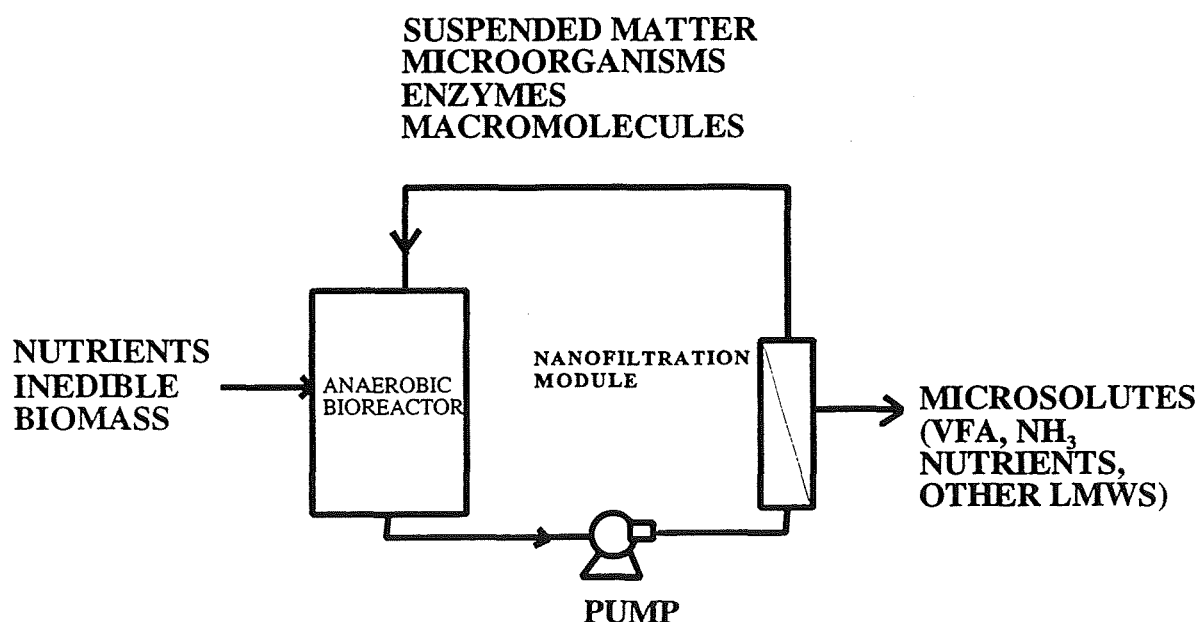 SUSPENDED MATTER
MICROORGANISMS
ENZYMES
MACROMOLECULES
NUTRIENTS
INEDIBLE
BIOMASS
ANAEROBIC
BIOREACTOR
NANOFILTRATION
MODULE
MICROSOLUTES
(VFA, NH₃
NUTRIENTS,
OTHER LMWS)
PUMP